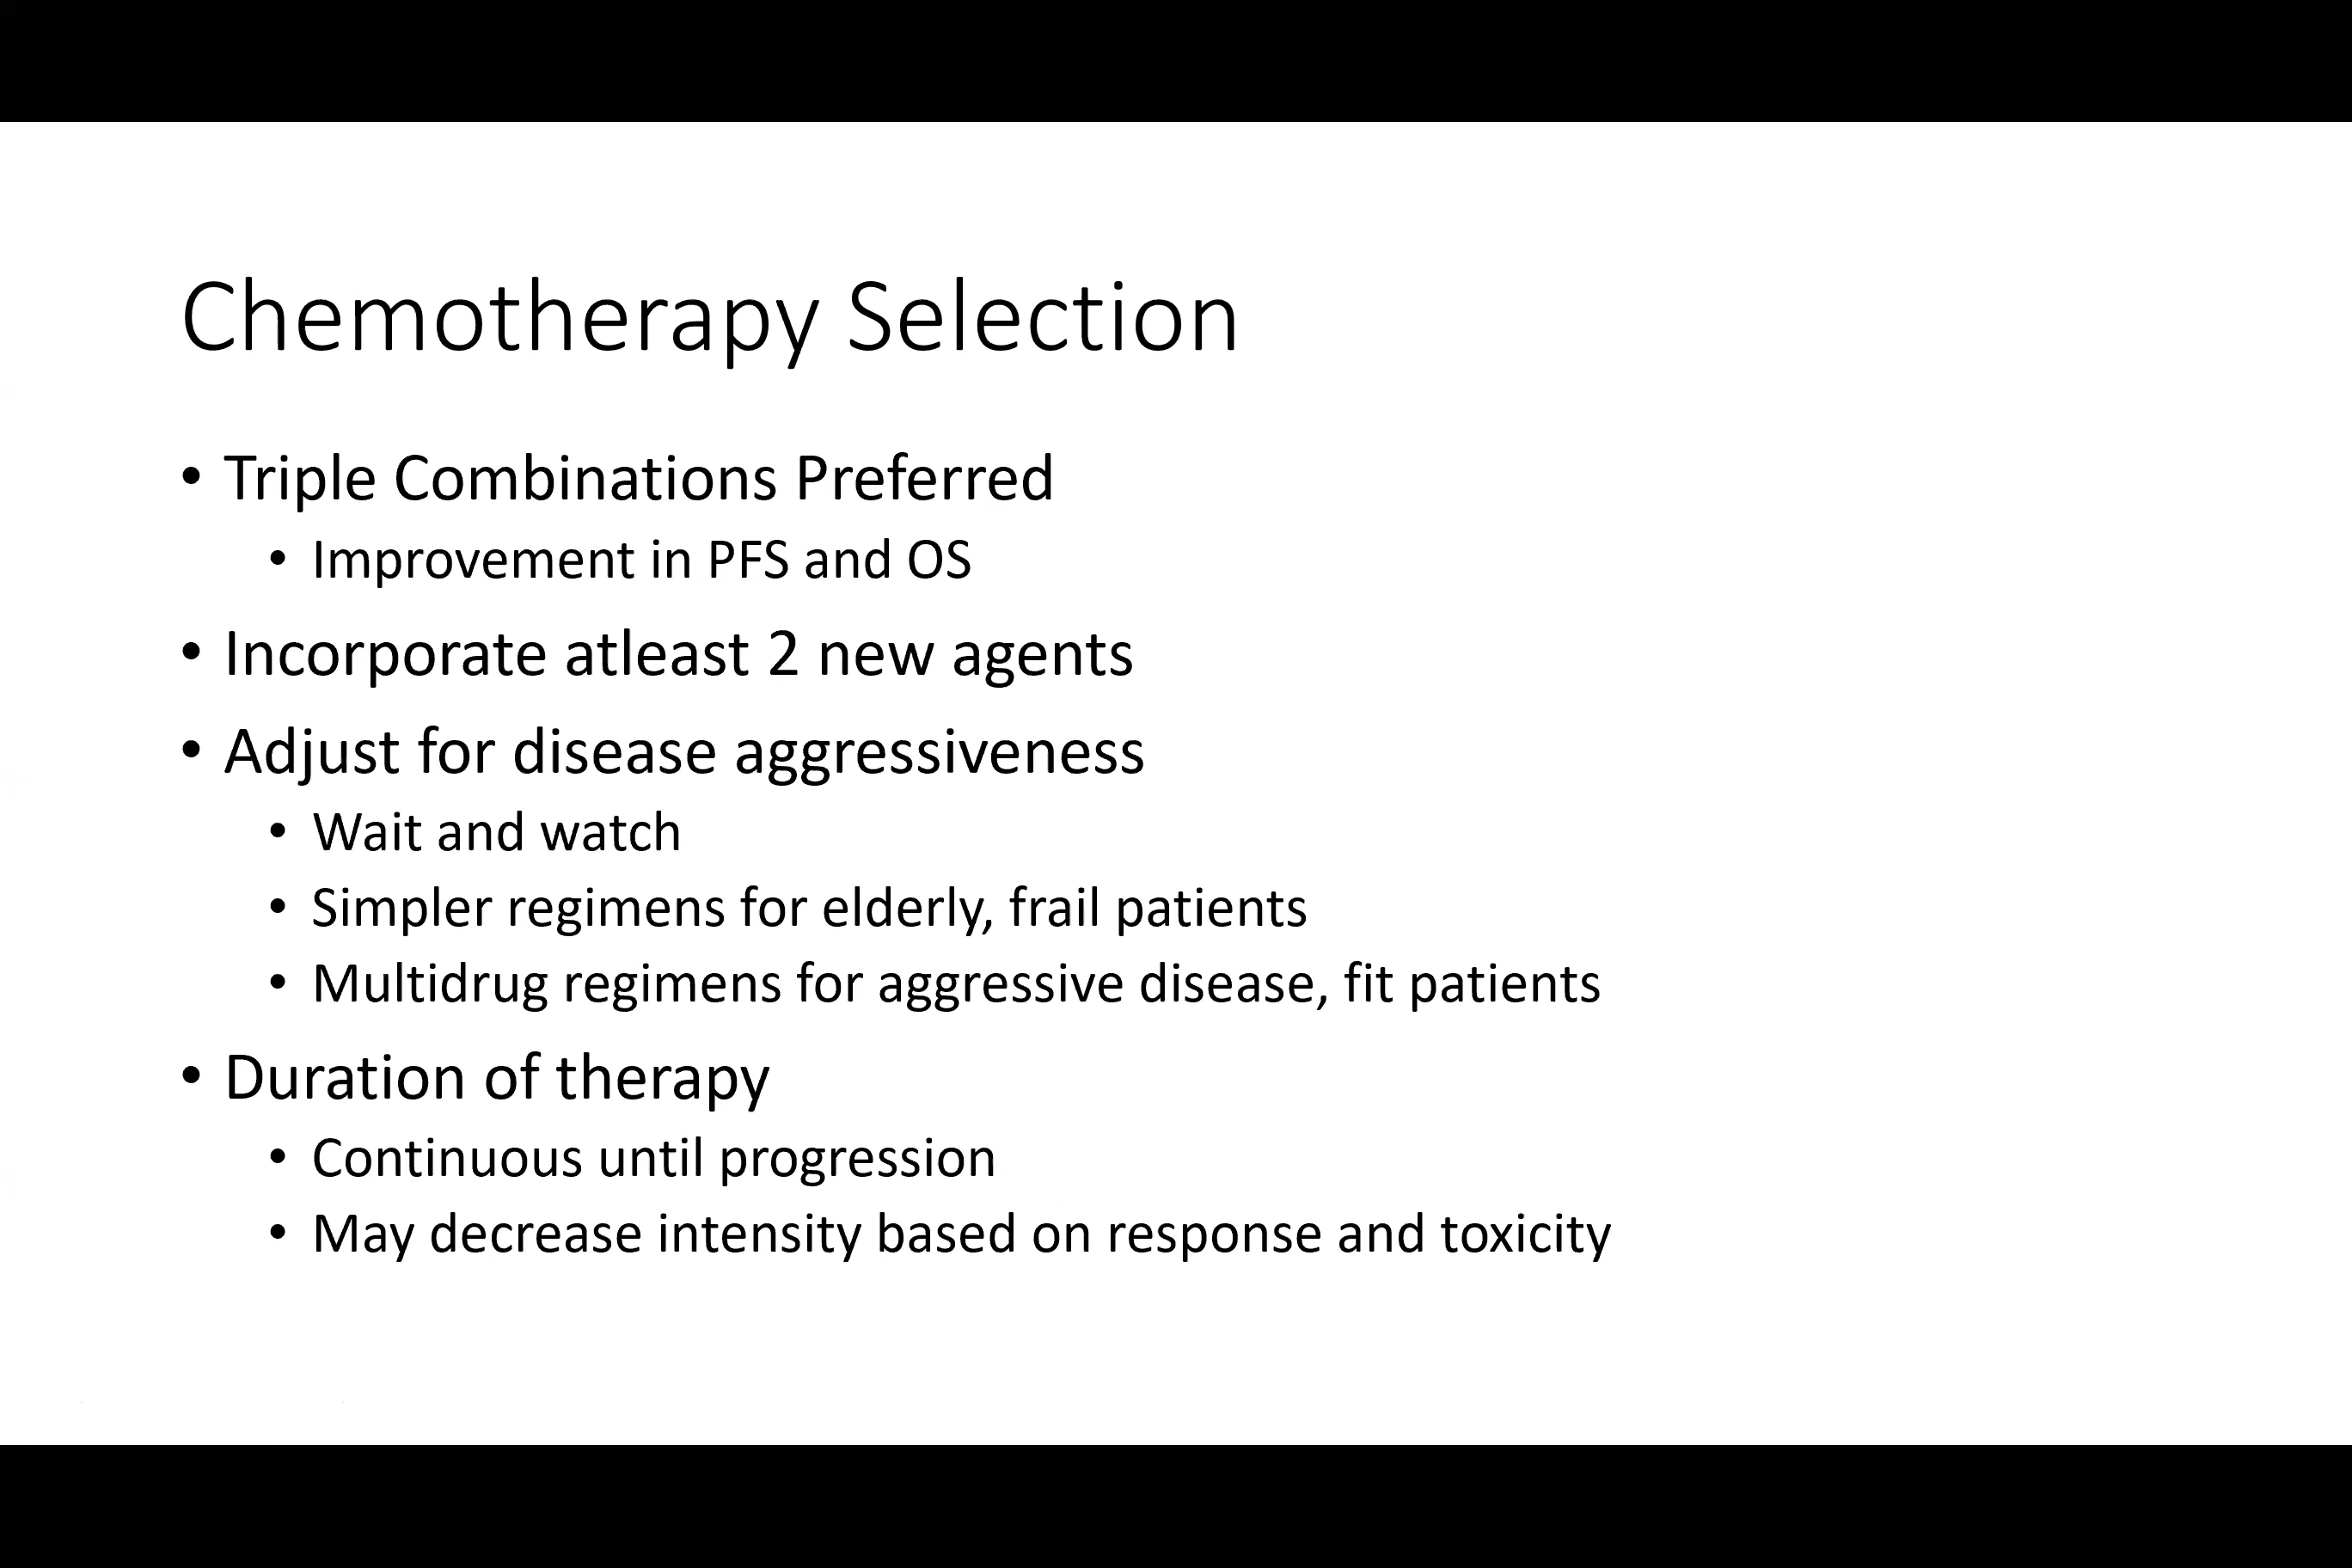 Chemotherapy Selection
• Triple Combinations Preferred
• Improvement in PFS and OS
• Incorporate atleast 2 new agents
• Adjust for disease aggressiveness
• Wait and watch
• Simpler regimens for elderly, frail patients
• Multidrug regimens for aggressive disease, fit patients
• Duration of therapy
• Continuous until progression
• May decrease intensity based on response and toxicity